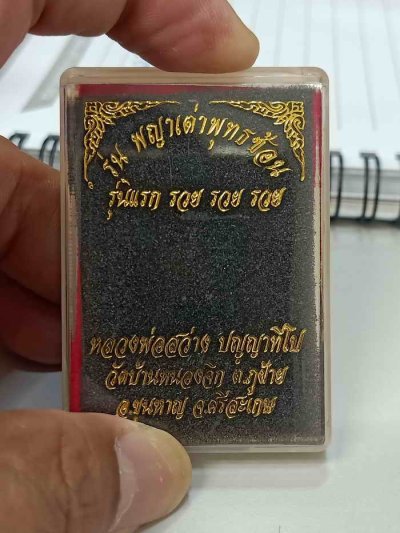 รุ่น พญาเต่าพุทธซ้อน
รุ่นแรก รวย รวย รวย
หลวงพ่อสว่าง ปญฺญาทีโป
วัดบ้านหนองจิก ต.ภูฝ้าย
อ.ขุนหาญ จ.ศรีสะเกษ